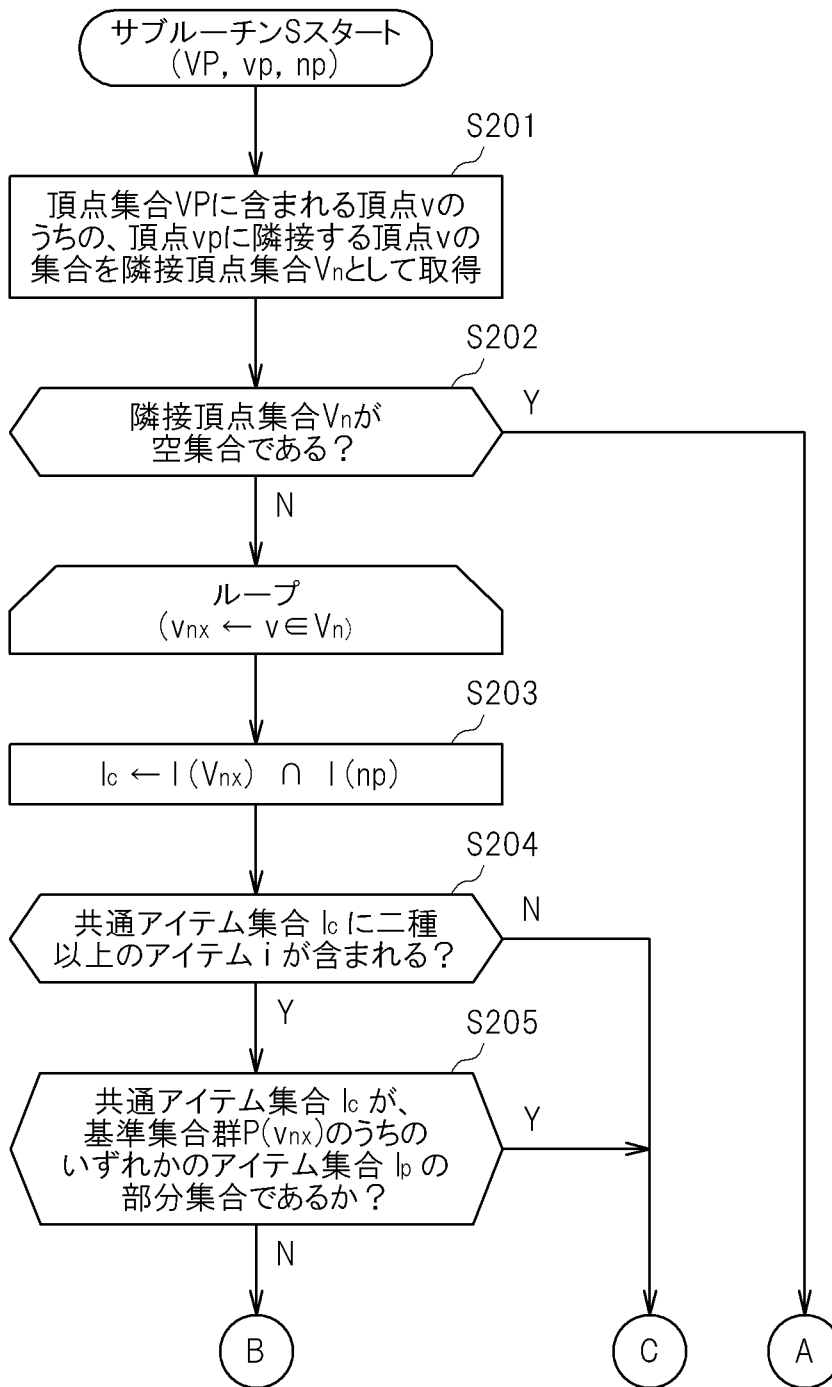 サブルーチンSスタート
(VP, vp, np)
S201
頂点集合VPに含まれる頂点vの
うちの、頂点vpに隣接する頂点vの
集合を隣接頂点集合Vnとして取得
S202
隣接頂点集合Vnが
空集合である？
Y
N
ループ
(vnx ← v∈Vn)
S203
Ic ← I(Vnx) ∩ I(np)
S204
共通アイテム集合 Ic に二種
以上のアイテム i が含まれる？
N
Y
S205
共通アイテム集合 Ic が、
基準集合群P(vnx)のうちの
いずれかのアイテム集合 Ip の
部分集合であるか？
Y
N
B
C
A